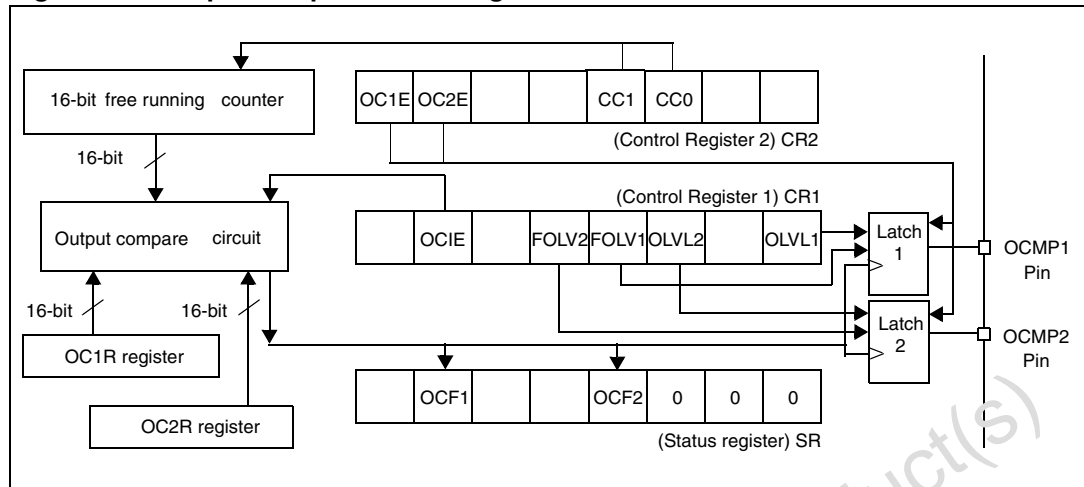 16-bit free running counter
OC1E OC2E CC1 CC0
(Control Register 2) CR2
16-bit
(Control Register 1) CR1
Output compare circuit
OCIE FOLV2 FOLV1 OLVL2 OLVL1
Latch
1
OCMP1
Pin
16-bit 16-bit
Latch
2
OCMP2
Pin
OC1R register
OCF1 OCF2 0 0 0
OC2R register
(Status register) SR